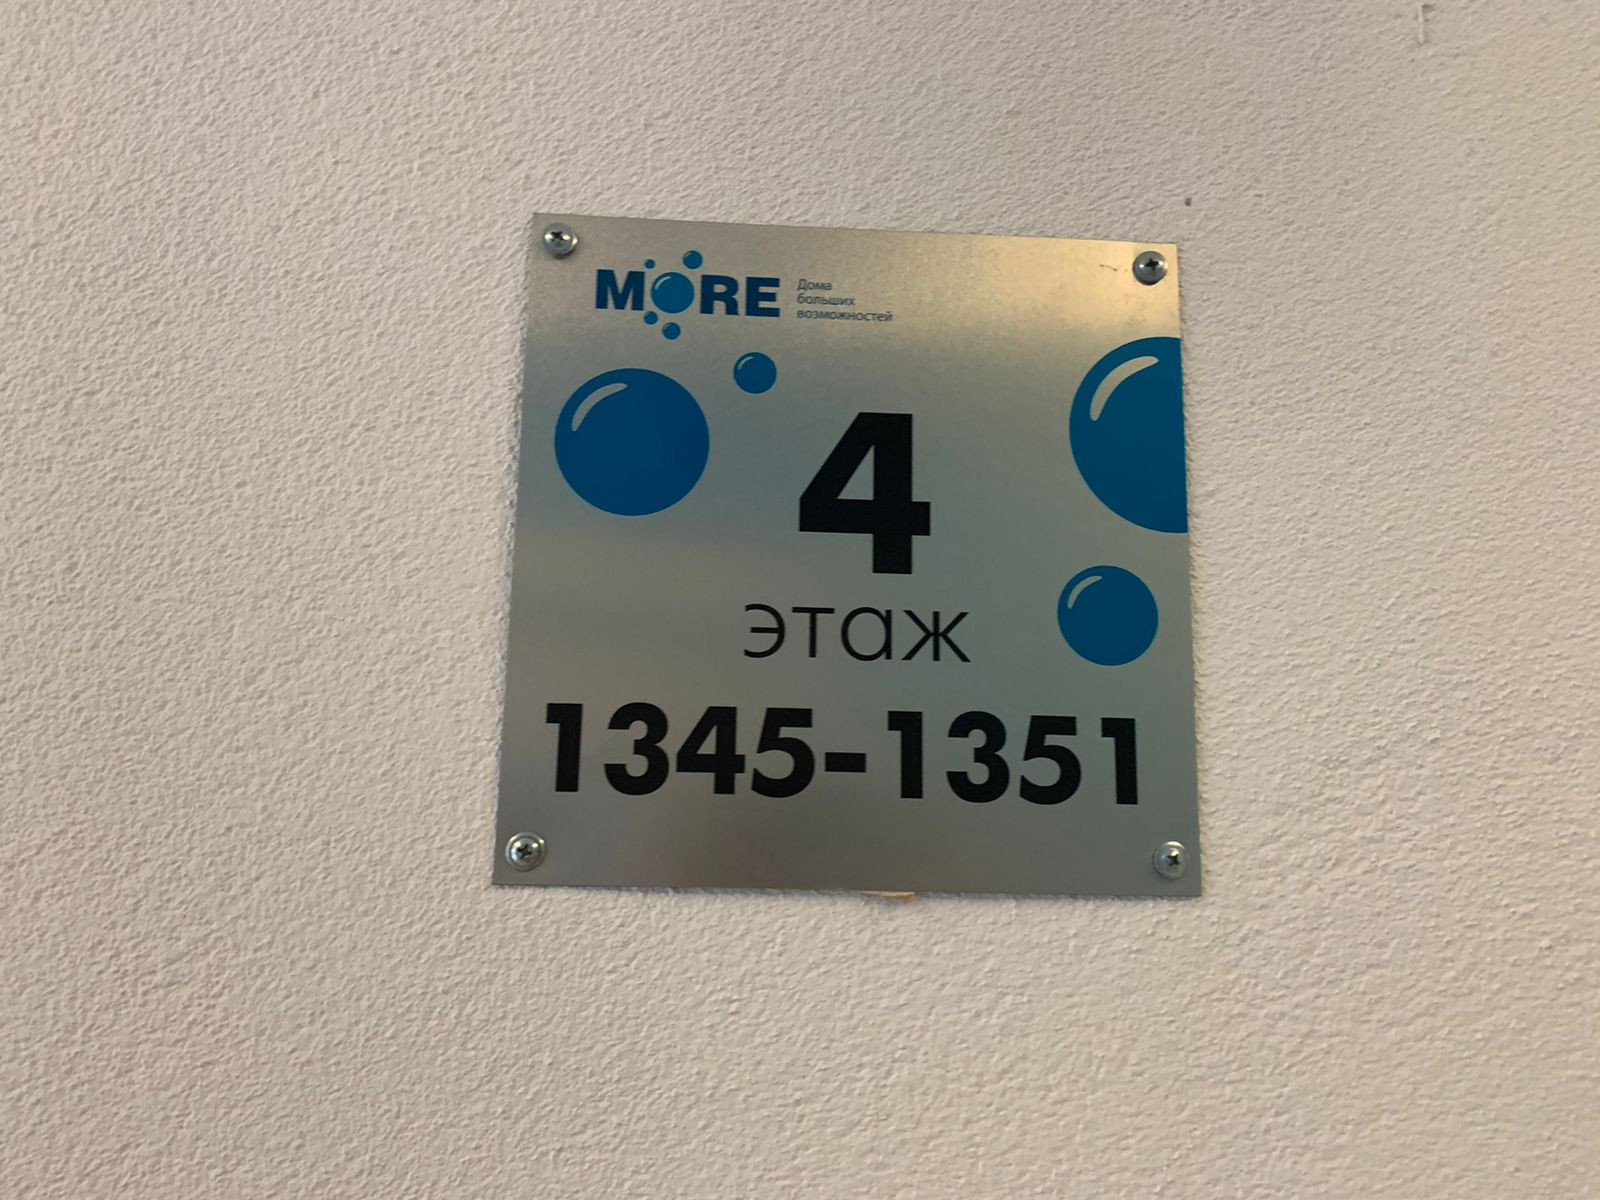 MORE
Дома
больших
возможностей
4
этаж
1345-1351